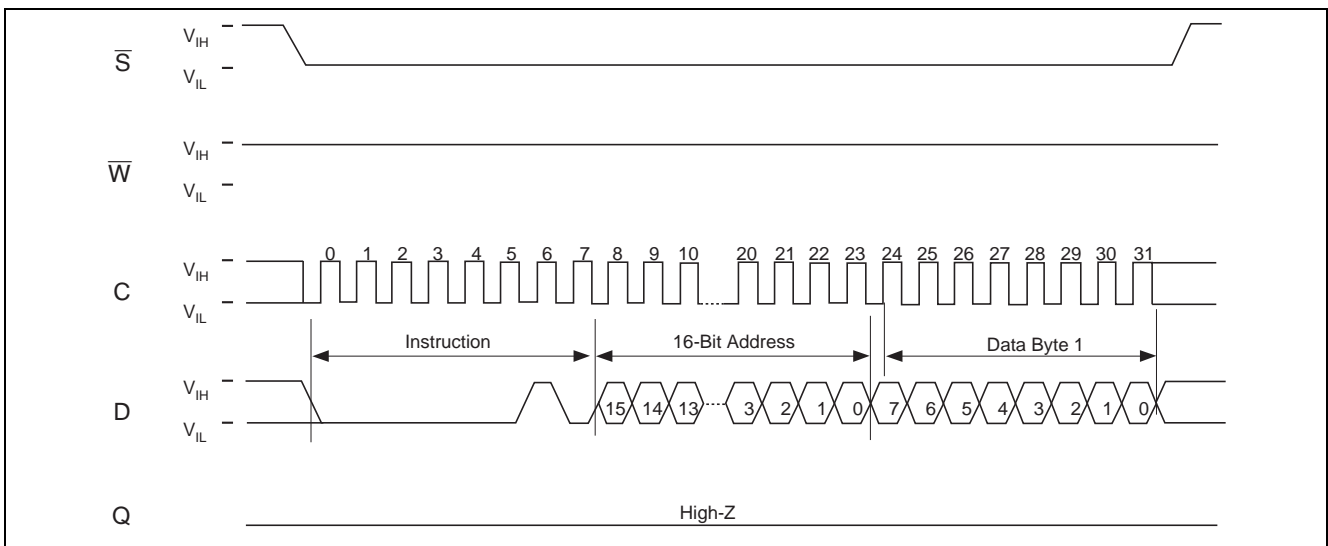 S̅
V_IH
V_IL
W̅
V_IH
V_IL
0 1 2 3 4 5 6 7 8 9 10 20 21 22 23 24 25 26 27 28 29 30 31
C
V_IH
V_IL
Instruction 16-Bit Address Data Byte 1
D
V_IH
V_IL
15 14 13 3 2 1 0 7 6 5 4 3 2 1 0
Q
High-Z